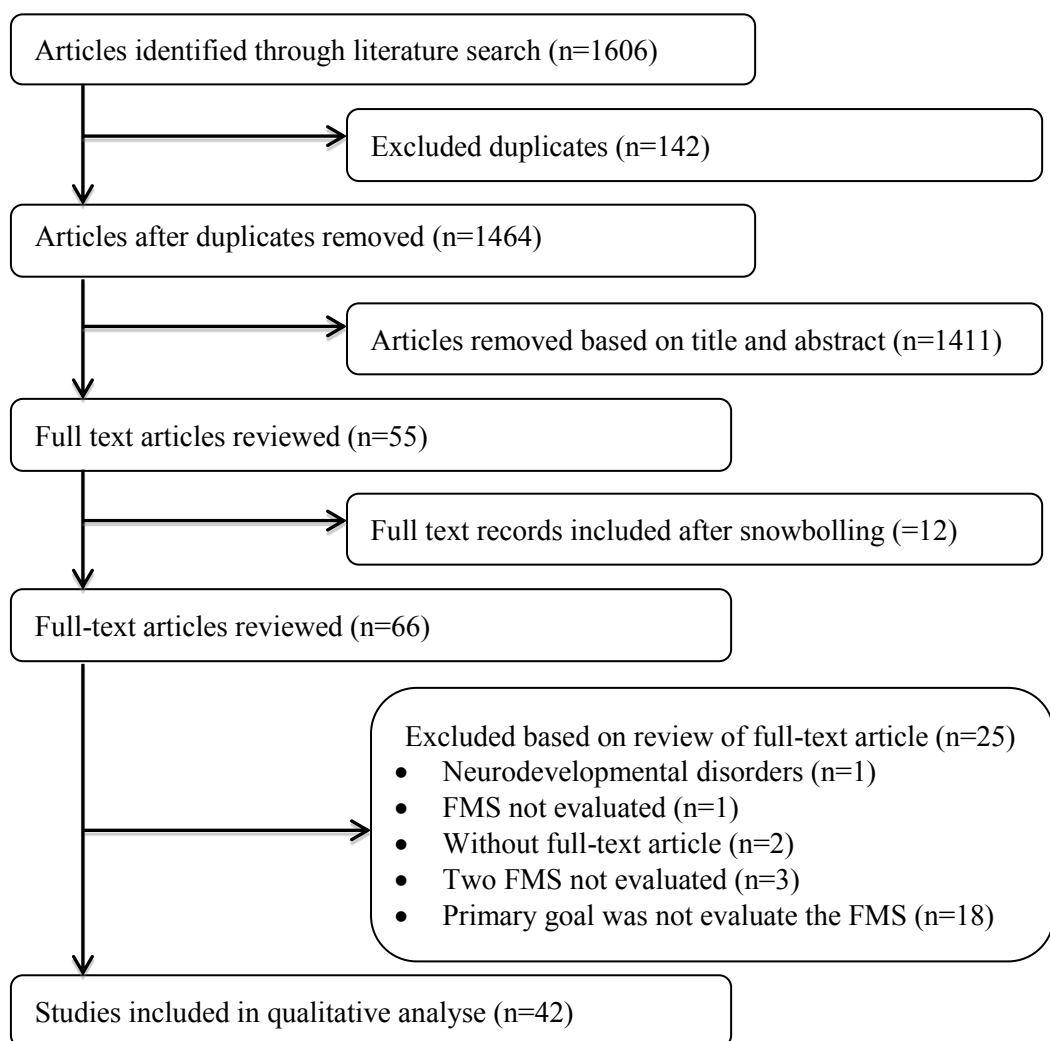 Articles identified through literature search (n=1606)
Excluded duplicates (n=142)
Articles after duplicates removed (n=1464)
Articles removed based on title and abstract (n=1411)
Full text articles reviewed (n=55)
Full text records included after snowbolling (=12)
Full-text articles reviewed (n=66)
Excluded based on review of full-text article (n=25)
• Neurodevelopmental disorders (n=1)
• FMS not evaluated (n=1)
• Without full-text article (n=2)
• Two FMS not evaluated (n=3)
• Primary goal was not evaluate the FMS (n=18)
Studies included in qualitative analyse (n=42)